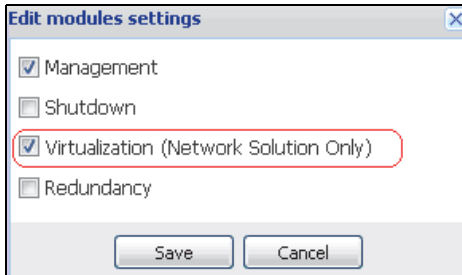 Edit modules settings
Management
Shutdown
Virtualization (Network Solution Only)
Redundancy
Save Cancel